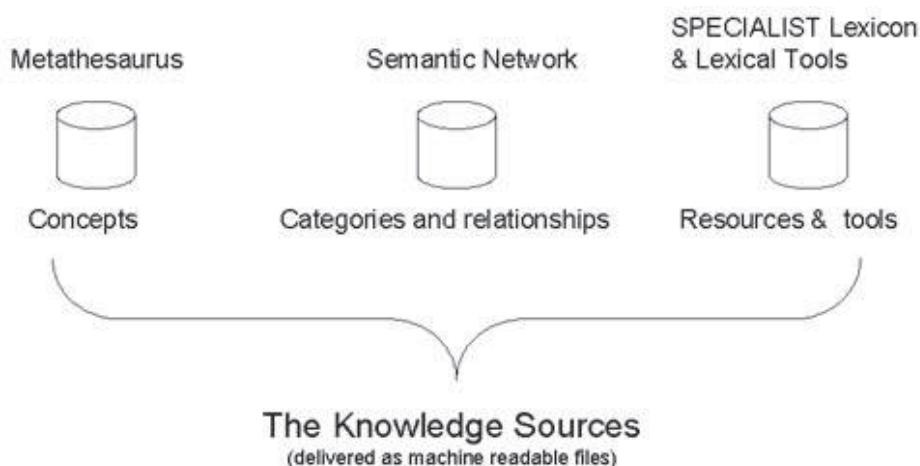 Metathesaurus
Semantic Network
SPECIALIST Lexicon
& Lexical Tools
Concepts
Categories and relationships
Resources & tools
The Knowledge Sources
(delivered as machine readable files)